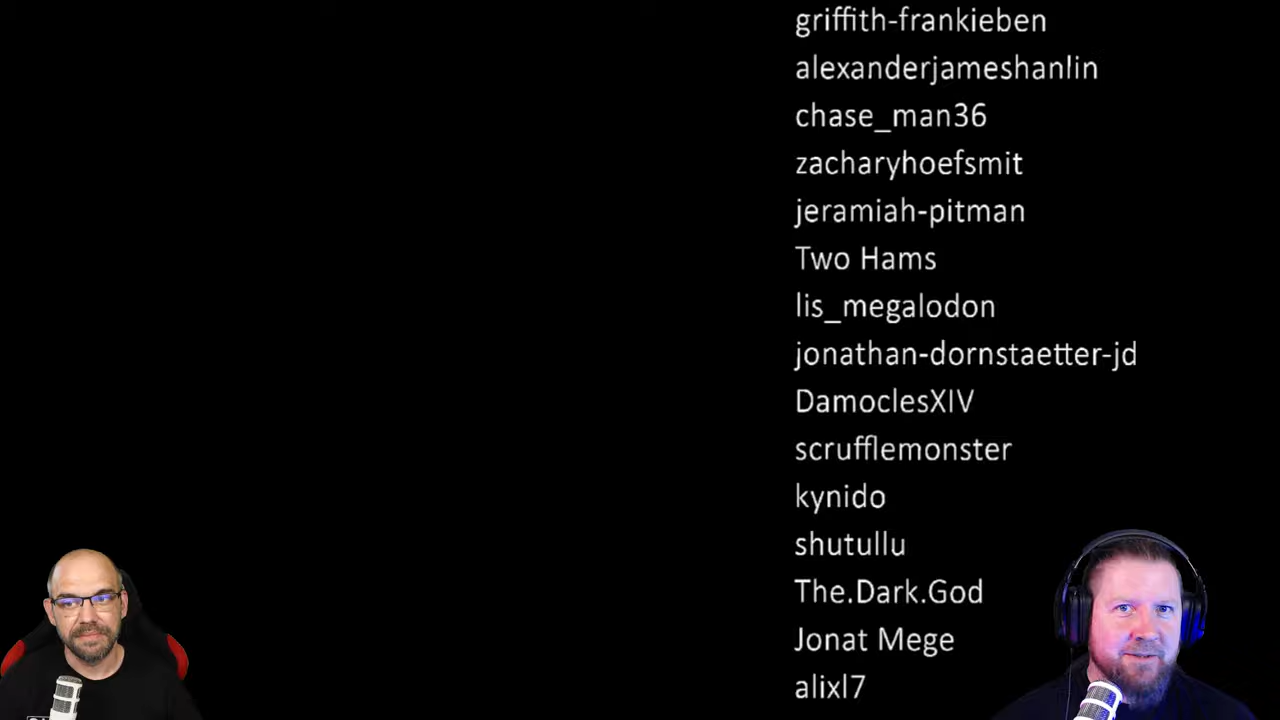 griffith-frankieben
alexanderjameshanlin
chase_man36
zacharyhoefsmit
jeramiah-pitman
Two Hams
lis_megalodon
jonathan-dornstaetter-jd
DamoclesXIV
scrufflemonster
kynido
shutullu
The.Dark.God
Jonat Mege
alixl7